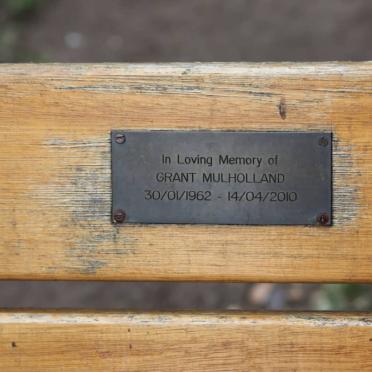 In Loving Memory of
GRANT MULHOLLAND
30/01/1962 - 14/04/2010